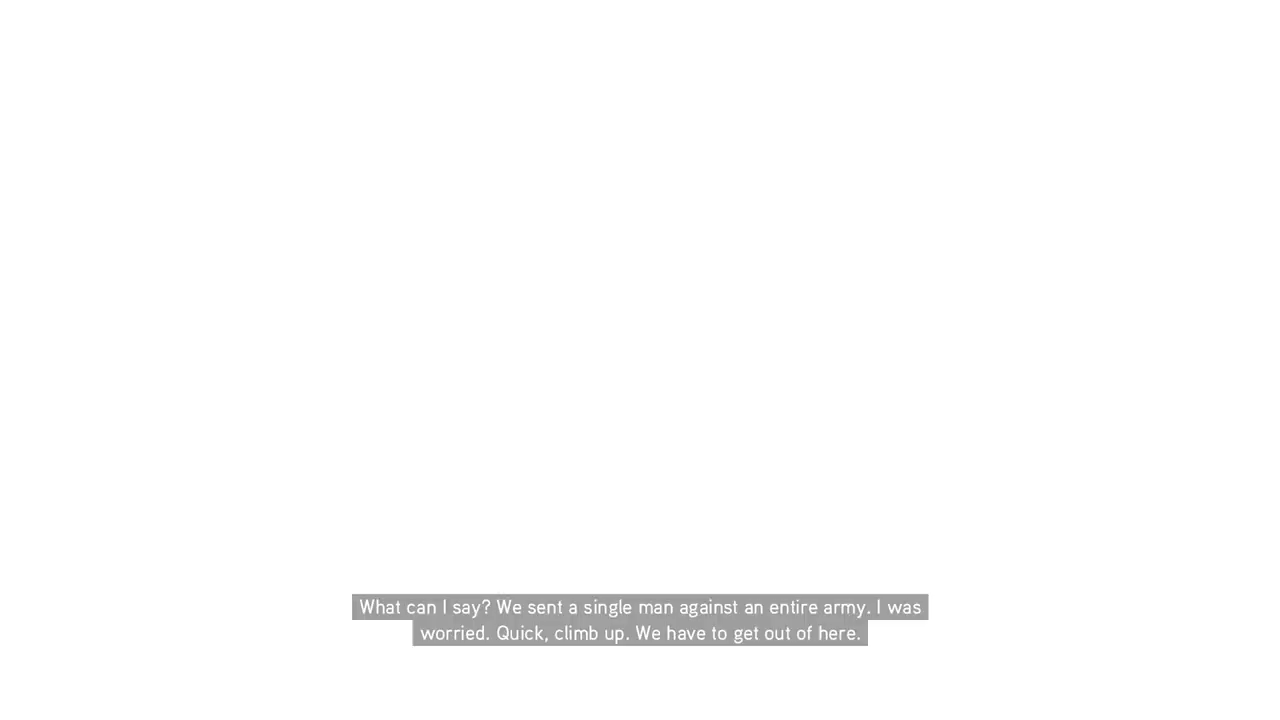 What can I say? We sent a single man against an entire army. I was
worried. Quick, climb up. We have to get out of here.